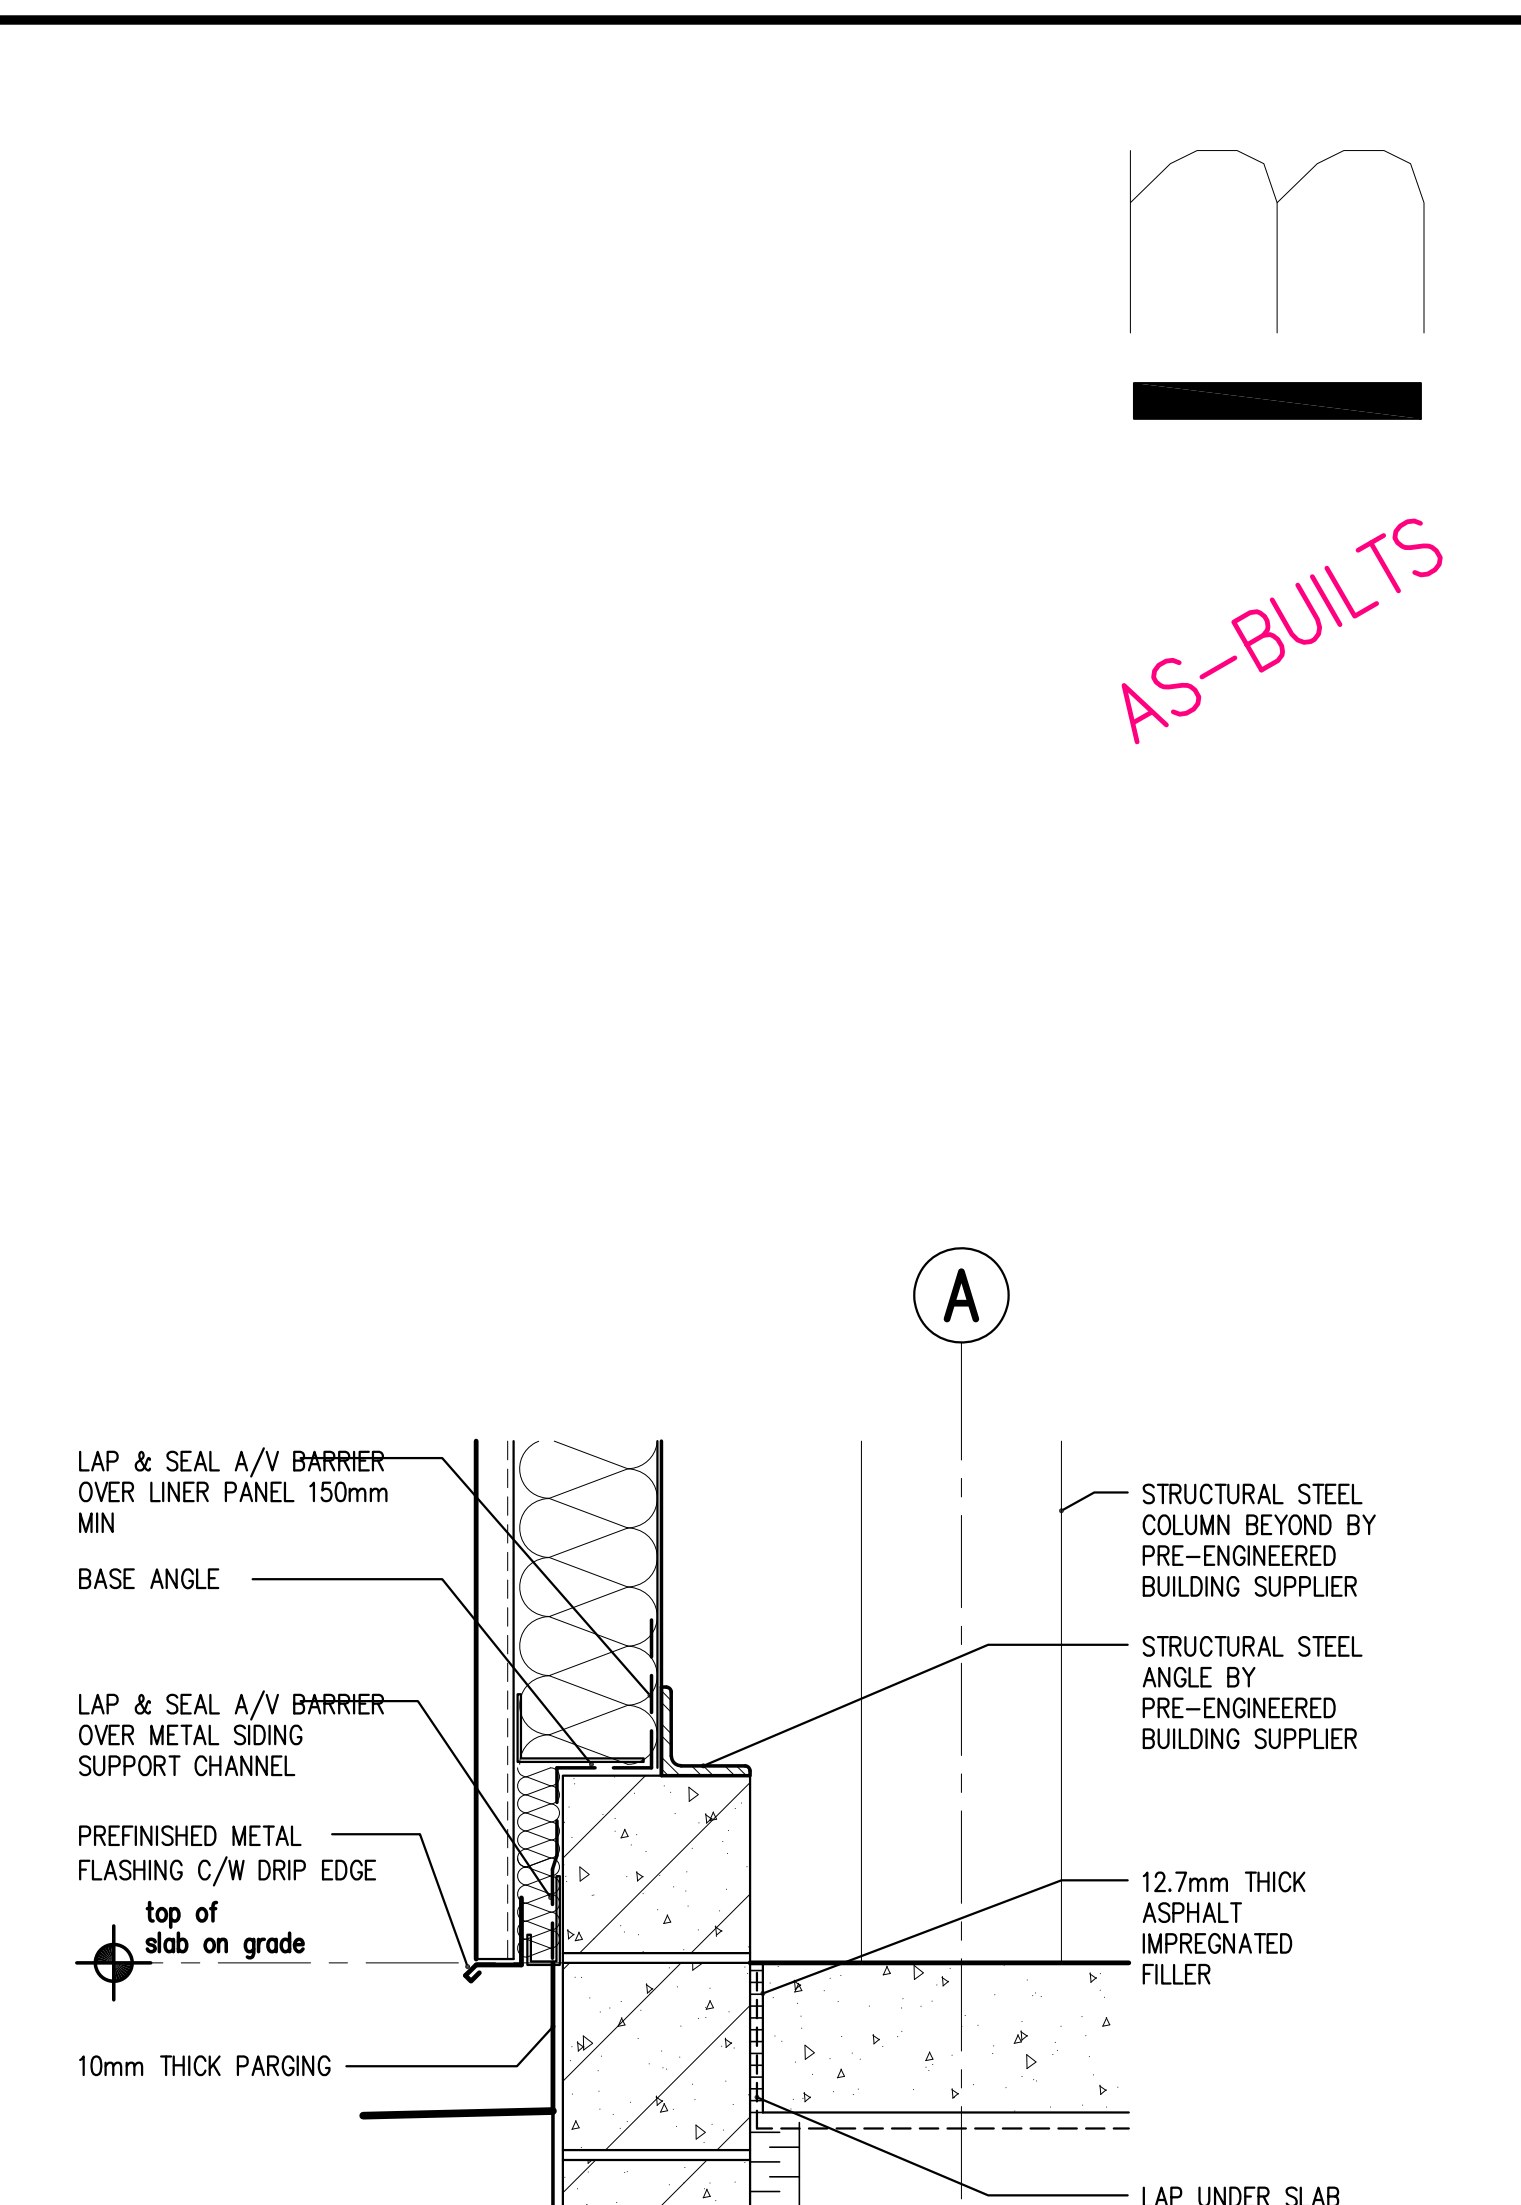 m
AS-BUILTS
A
LAP & SEAL A/V BARRIER
OVER LINER PANEL 150mm
MIN
BASE ANGLE
LAP & SEAL A/V BARRIER
OVER METAL SIDING
SUPPORT CHANNEL
PREFINISHED METAL
FLASHING C/W DRIP EDGE
top of
slab on grade
10mm THICK PARGING
STRUCTURAL STEEL
COLUMN BEYOND BY
PRE-ENGINEERED
BUILDING SUPPLIER
STRUCTURAL STEEL
ANGLE BY
PRE-ENGINEERED
BUILDING SUPPLIER
12.7mm THICK
ASPHALT
IMPREGNATED
FILLER
LAP UNDER SLAB